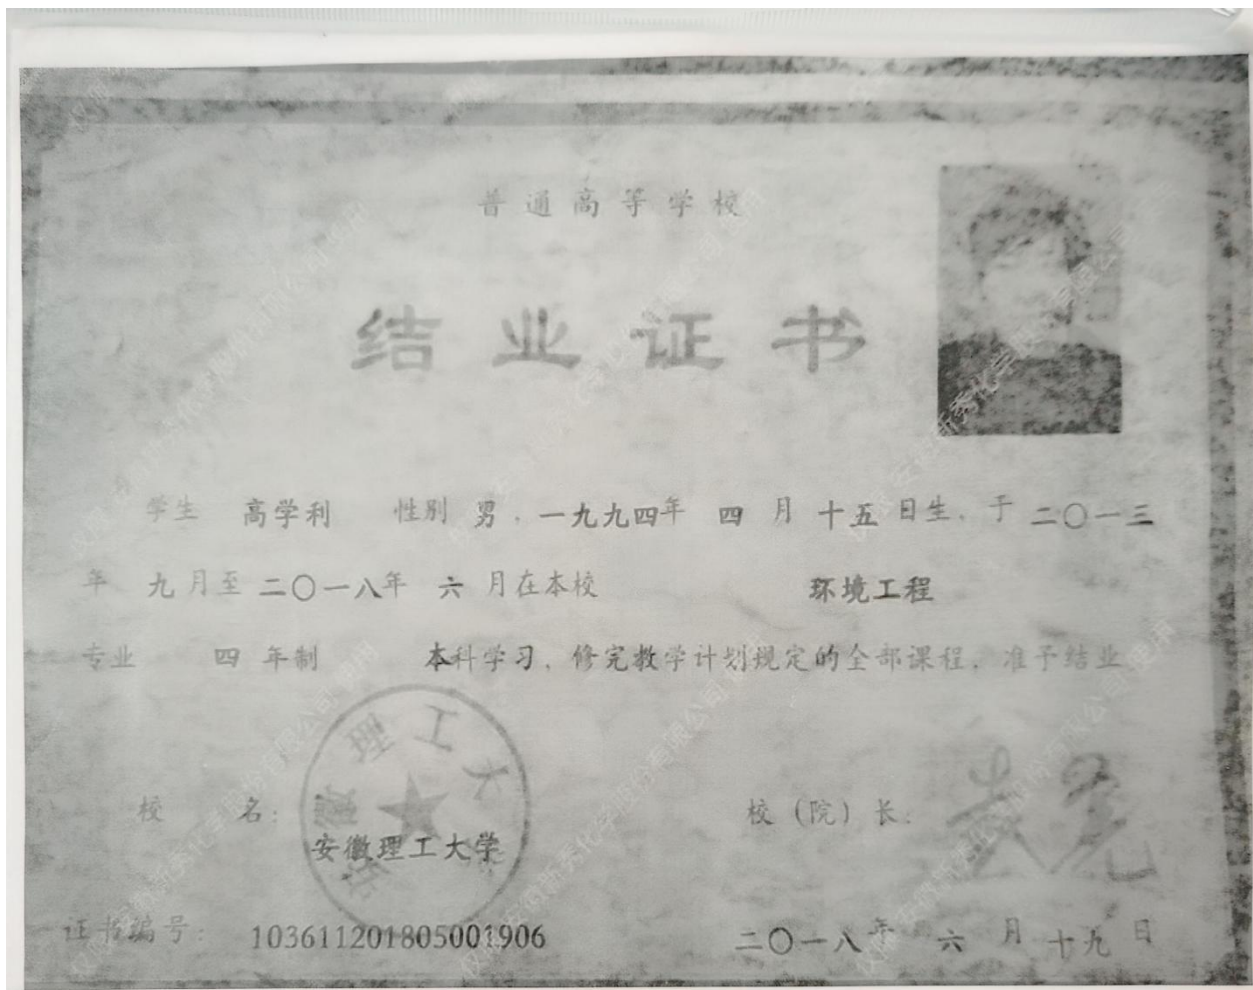 普通高等学校
结业证书
学生 高学利 性别 男，一九九四年 四 月 十五 日生，于 二〇一三
年 九 月至 二〇一八年 六 月在本校 环境工程
专业 四 年制 本科学习，修完教学计划规定的全部课程，准予结业
校 名：
安徽理工大学
校（院）长：
证书编号： 103611201805001906
二〇一八年 六 月 十九 日